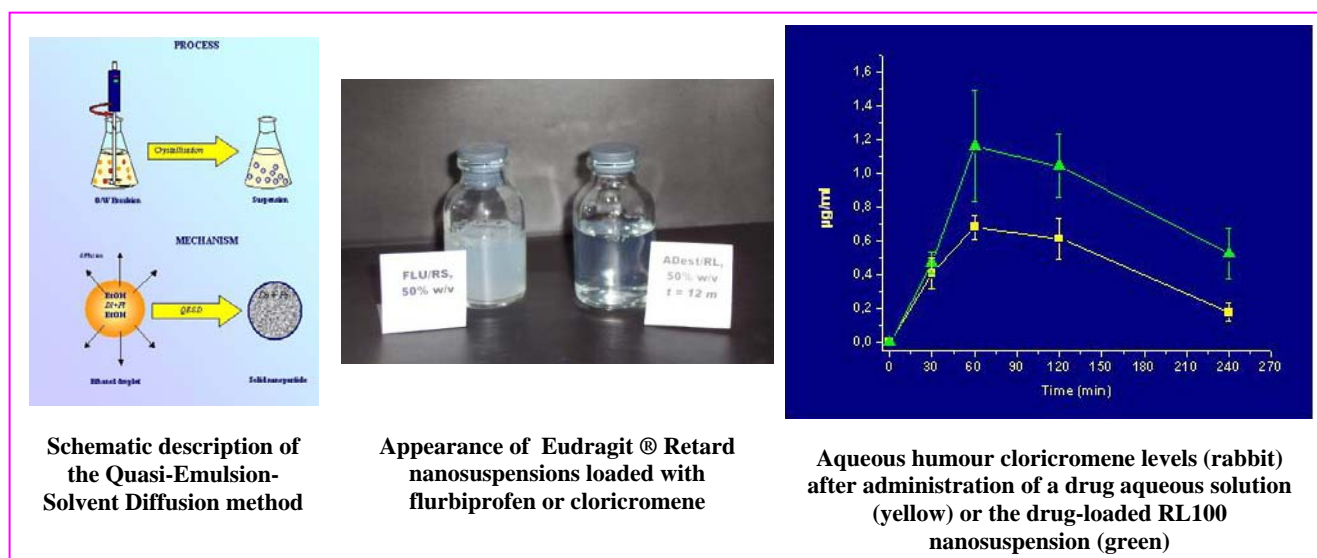 PROCESS
Crystallisation
O/W Emulsion
Suspension
MECHANISM
EtOH
EtOH
QESD
Ethanol droplet
Solid nanoparticle
Schematic description of
the Quasi-Emulsion-
Solvent Diffusion method
FLU/RS,
50% w/v
ADest/RL,
50% w/v
t = 12 m
Appearance of Eudragit ® Retard
nanosuspensions loaded with
flurbiprofen or cloricromene
µg/ml
1,6
1,4
1,2
1,0
0,8
0,6
0,4
0,2
0,0
0 30 60 90 120 150 180 210 240 270
Time (min)
Aqueous humour cloricromene levels (rabbit)
after administration of a drug aqueous solution
(yellow) or the drug-loaded RL100
nanosuspension (green)